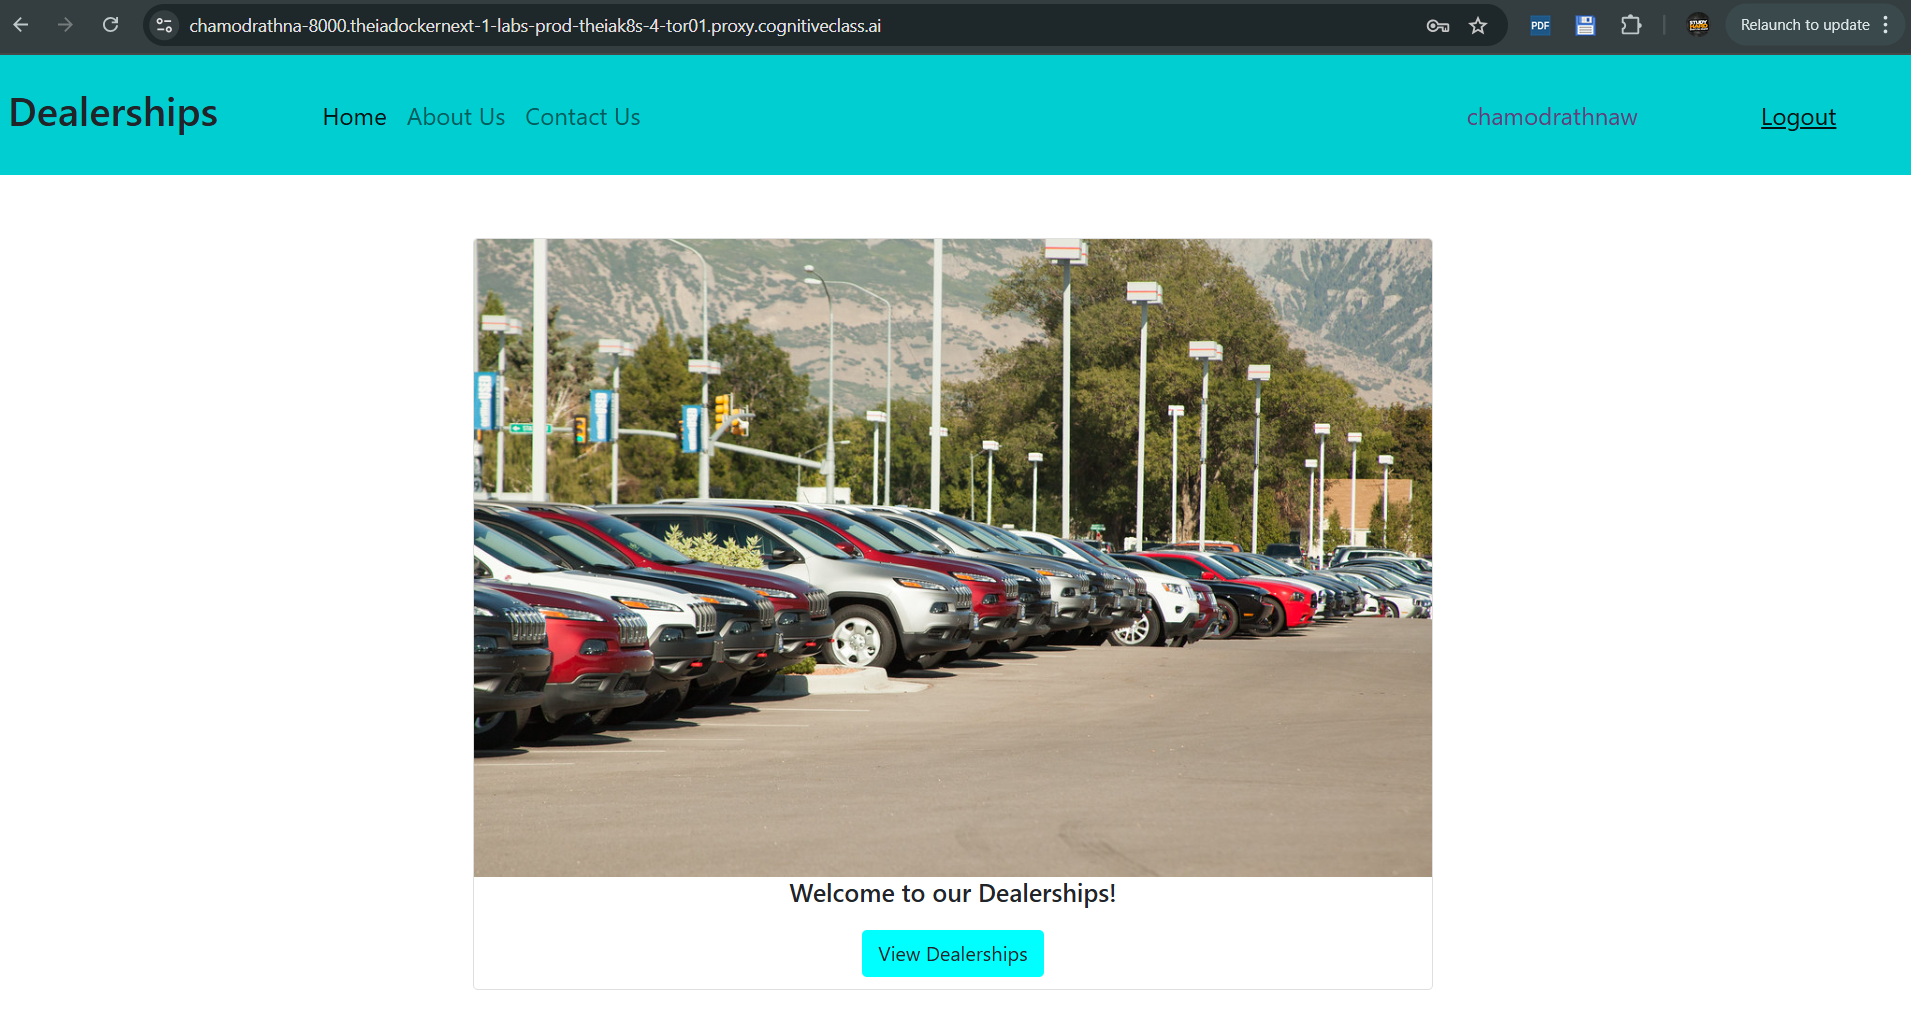 chamodrathna-8000.theiadockernext-1-labs-prod-theiak8s-4-tor01.proxy.cognitiveclass.ai
PDF
Relaunch to update
Dealerships
Home About Us Contact Us
chamodrathnaw
Logout
Welcome to our Dealerships!
View Dealerships